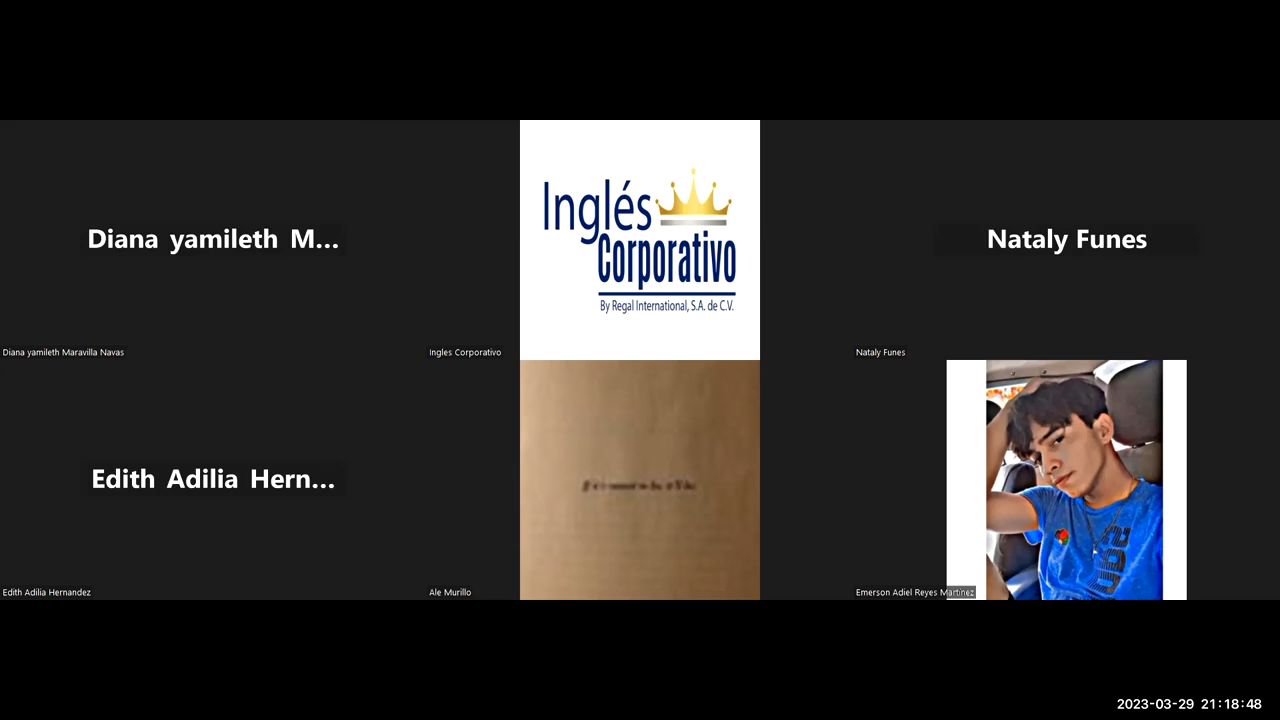 Diana yamileth M...
Diana yamileth Maravilla Navas
Inglés
Corporativo
By Regal International, S.A. de C.V.
Ingles Corporativo
Nataly Funes
Nataly Funes
Edith Adilia Hern...
Edith Adilia Hernandez
Ale Murillo
Emerson Adiel Reyes Martinez
2023-03-29 21:18:48